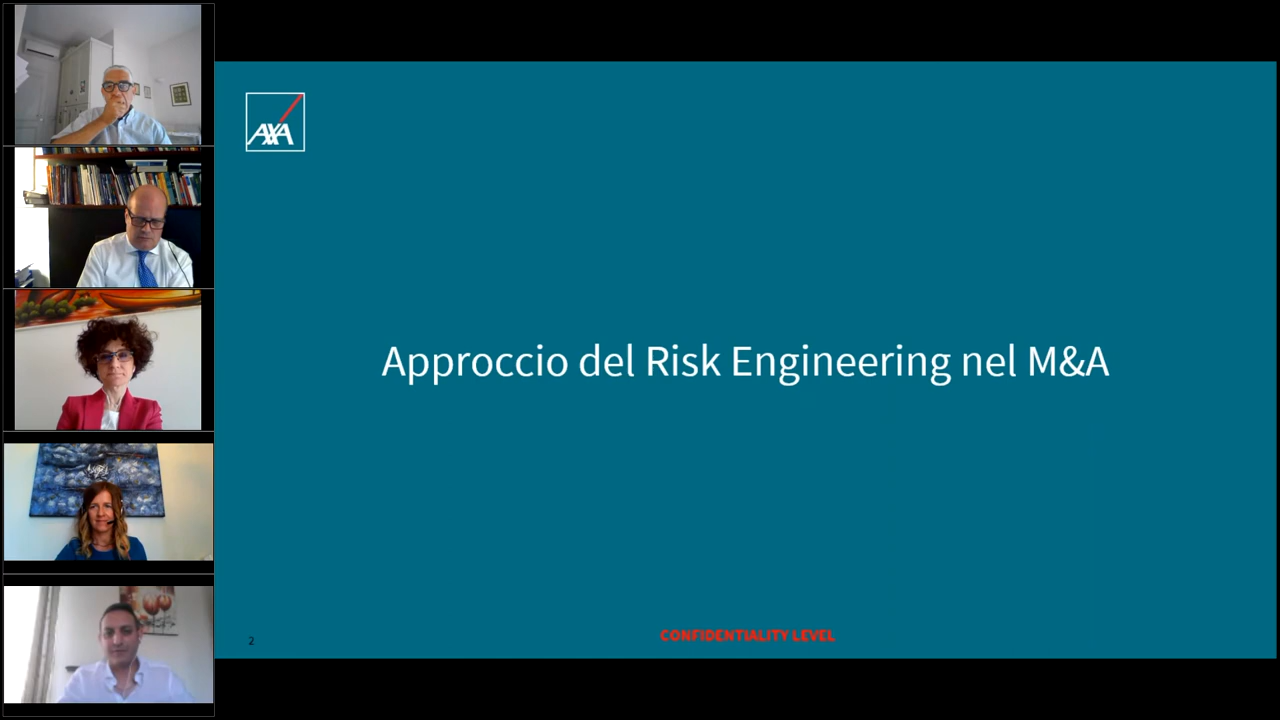 AXA
Approccio del Risk Engineering nel M&A
2
CONFIDENTIALITY LEVEL